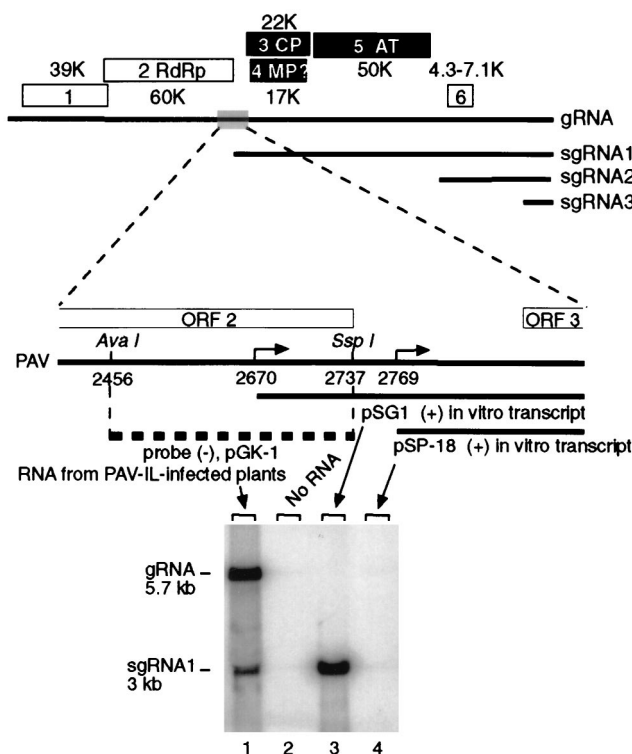 22K
3 CP 5 AT
39K 2 RdRp 4 MP? 50K 4.3-7.1K
1 60K 17K 6
gRNA
sgRNA1
sgRNA2
sgRNA3
ORF 2 ORF 3
Ava I Ssp I
PAV
2456 2670 2737 2769
pSG1 (+) in vitro transcript
probe (-), pGK-1 pSP-18 (+) in vitro transcript
RNA from PAV-IL-infected plants
No RNA
gRNA
5.7 kb
sgRNA1
3 kb
1 2 3 4